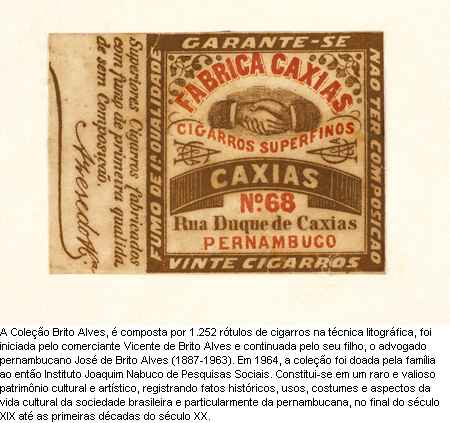 Superiores Cigarros Fabricados
com fumo de primeira qualida
de sem Composição.
FUMO DE QUALIDADE
GARANTE-SE
NÃO TER COMPOSIÇÃO
FABRICA CAXIAS
CIGARROS SUPERFINOS
CAXIAS
Nº 68
Rua Duque de Caxias
PERNAMBUCO
VINTE CIGARROS
A Coleção Brito Alves, é composta por 1.252 rótulos de cigarros na técnica litográfica, foi
iniciada pelo comerciante Vicente de Brito Alves e continuada pelo seu filho, o advogado
pernambucano José de Brito Alves (1887-1963). Em 1964, a coleção foi doada pela família
ao então Instituto Joaquim Nabuco de Pesquisas Sociais. Constitui-se em um raro e valioso
patrimônio cultural e artístico, registrando fatos históricos, usos, costumes e aspectos da
vida cultural da sociedade brasileira e particularmente da pernambucana, no final do século
XIX até as primeiras décadas do século XX.